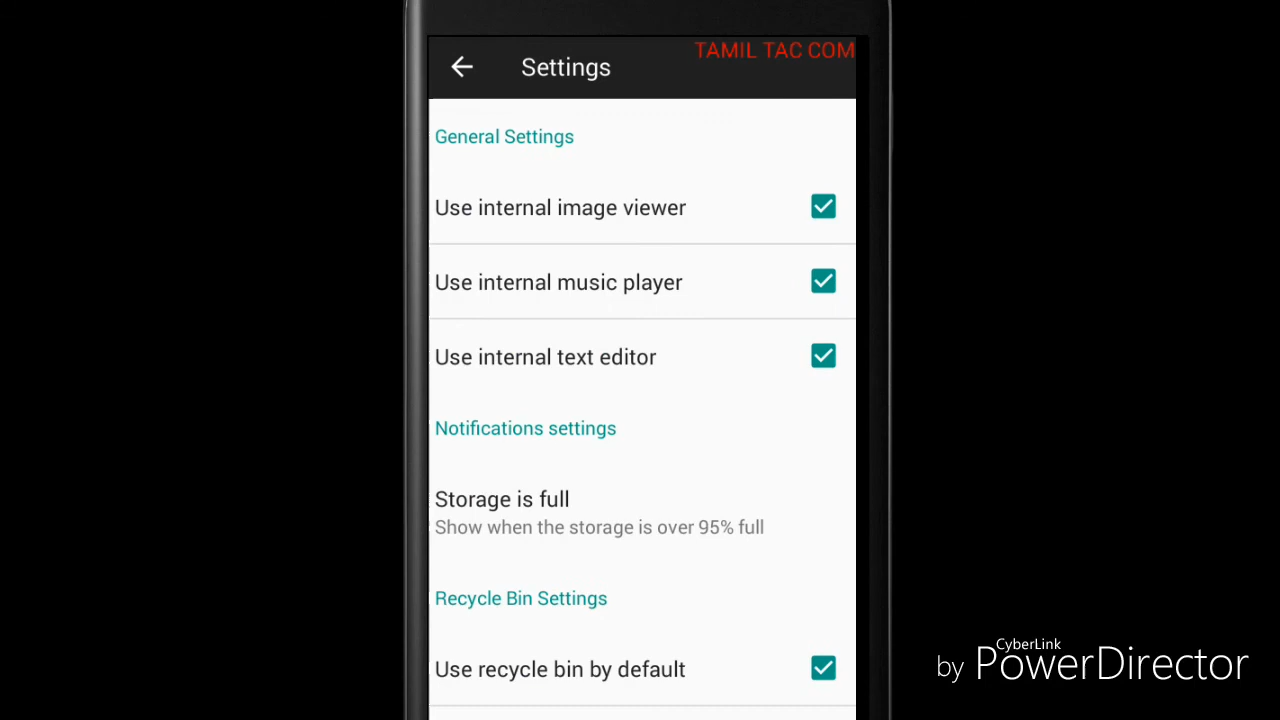 TAMIL TAC COM
Settings
General Settings
Use internal image viewer
Use internal music player
Use internal text editor
Notifications settings
Storage is full
Show when the storage is over 95% full
Recycle Bin Settings
Use recycle bin by default
CyberLink
by PowerDirector